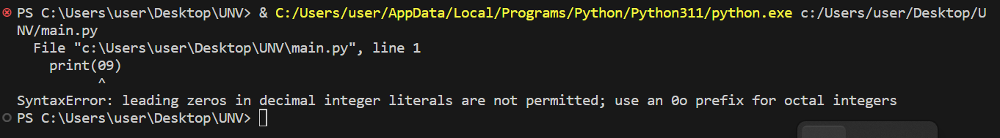 PS C:\Users\user\Desktop\UNV> & C:/Users/user/AppData/Local/Programs/Python/Python311/python.exe c:/Users/user/Desktop/U
NV/main.py
  File "c:\Users\user\Desktop\UNV\main.py", line 1
    print(09)
          ^
SyntaxError: leading zeros in decimal integer literals are not permitted; use an 0o prefix for octal integers
PS C:\Users\user\Desktop\UNV>